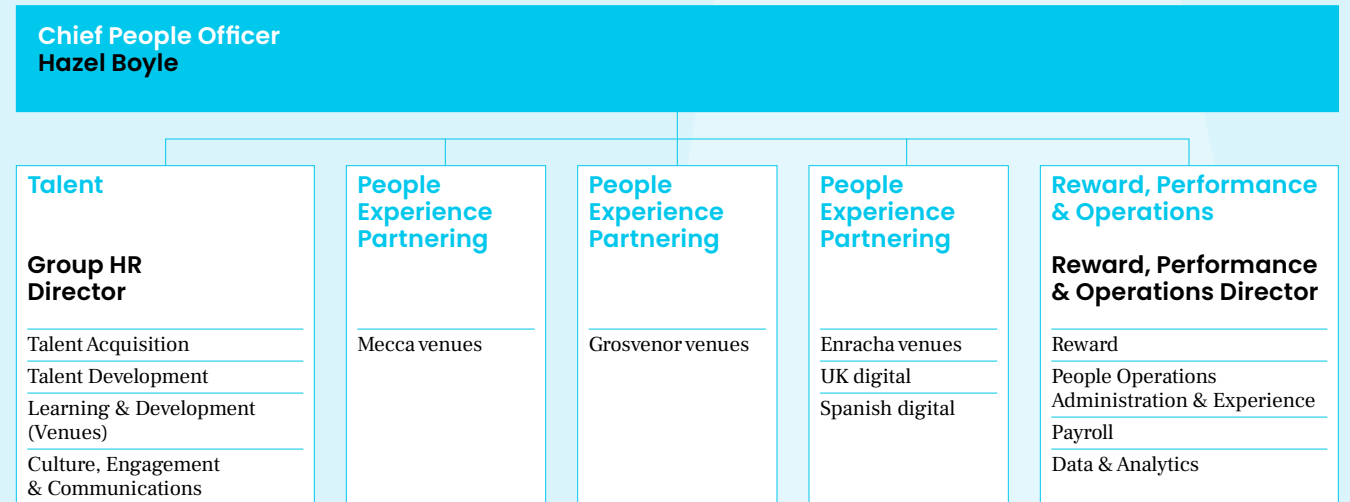 Chief People Officer
Hazel Boyle
Talent
Group HR
Director
Talent Acquisition
Talent Development
Learning & Development
(Venues)
Culture, Engagement
& Communications
People
Experience
Partnering
Mecca venues
People
Experience
Partnering
Grosvenor venues
People
Experience
Partnering
Enracha venues
UK digital
Spanish digital
Reward, Performance
& Operations
Reward, Performance
& Operations Director
Reward
People Operations
Administration & Experience
Payroll
Data & Analytics